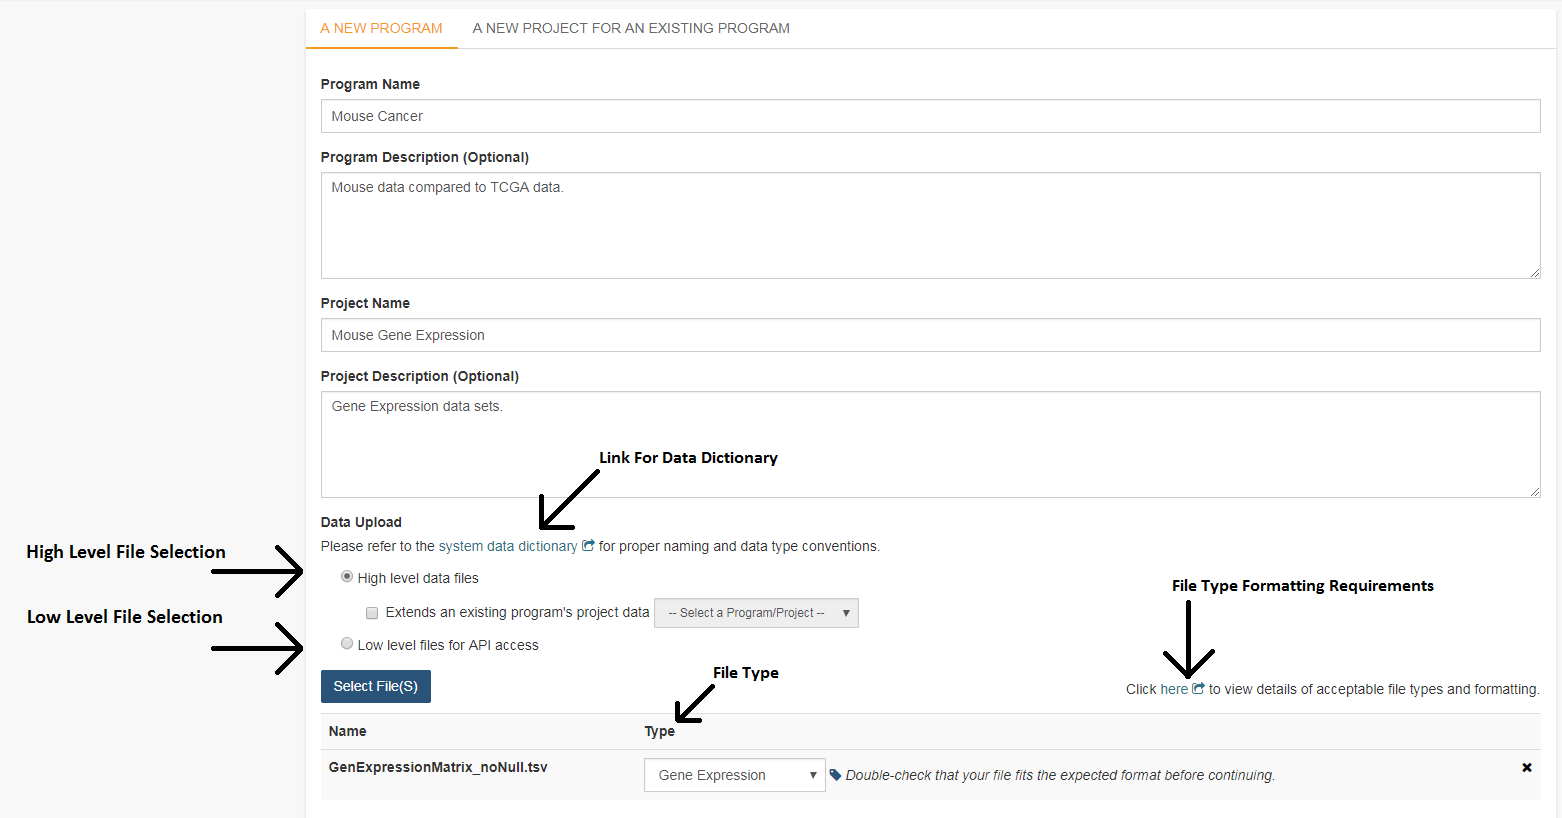 A NEW PROGRAM A NEW PROJECT FOR AN EXISTING PROGRAM
Program Name
Mouse Cancer
Program Description (Optional)
Mouse data compared to TCGA data.
Project Name
Mouse Gene Expression
Project Description (Optional)
Gene Expression data sets.
Link For Data Dictionary
Data Upload
Please refer to the system data dictionary for proper naming and data type conventions.
High Level File Selection
High level data files
File Type Formatting Requirements
Extends an existing program's project data -- Select a Program/Project --
Low Level File Selection
Low level files for API access
File Type
Select File(S)
Click here to view details of acceptable file types and formatting.
Name Type
GenExpressionMatrix_noNull.tsv Gene Expression Double-check that your file fits the expected format before continuing.